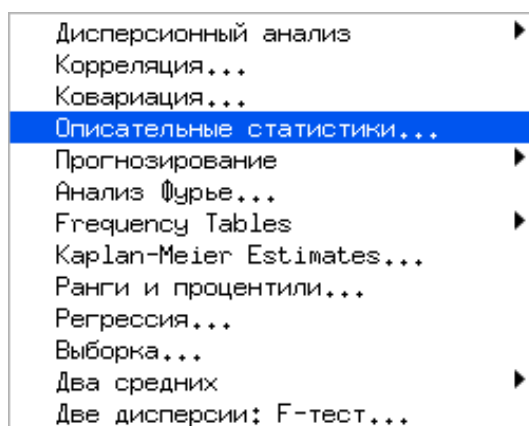 Дисперсионный анализ
Корреляция...
Ковариация...
Описательные статистики...
Прогнозирование
Анализ Фурье...
Frequency Tables
Kaplan-Meier Estimates...
Ранги и процентили...
Регрессия...
Выборка...
Два средних
Две дисперсии: F-тест...